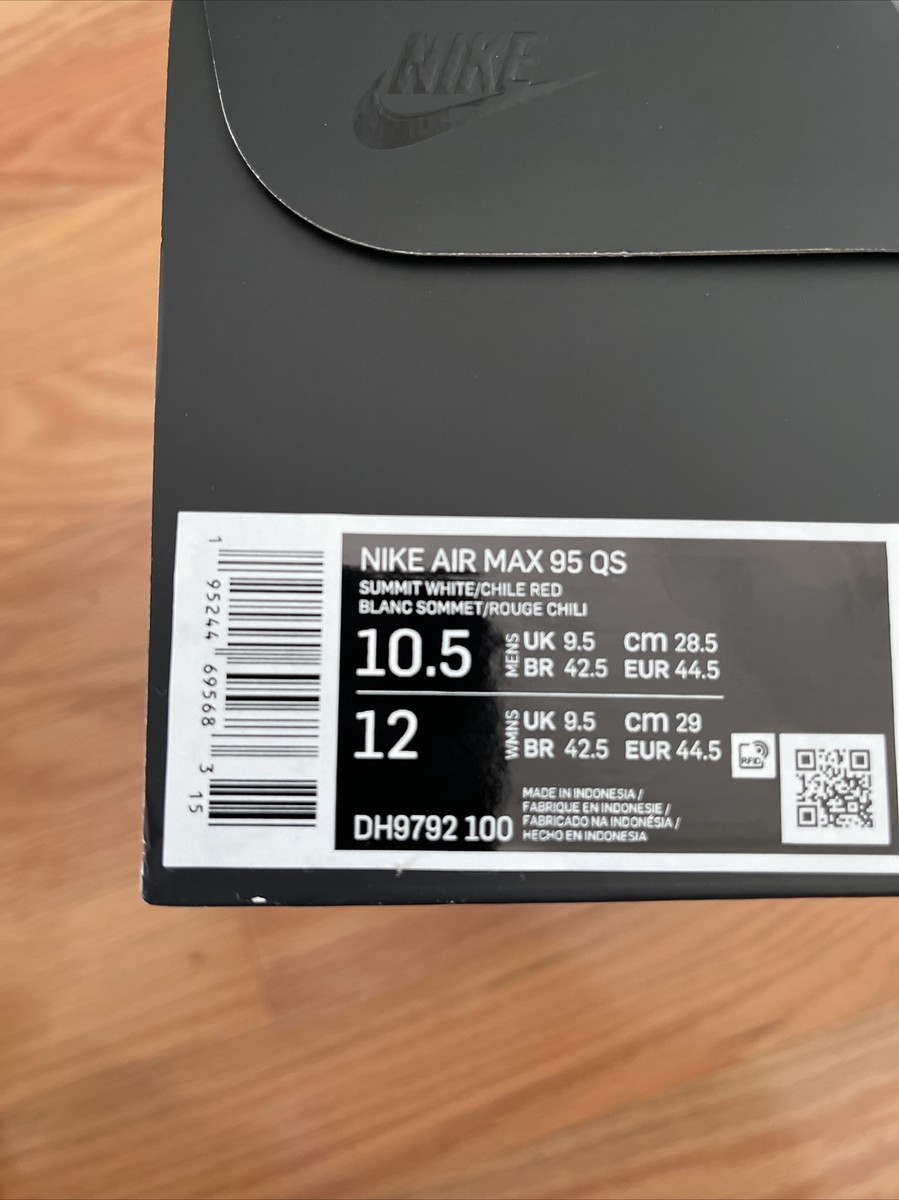 NIKE
NIKE AIR MAX 95 QS
SUMMIT WHITE/CHILE RED
BLANC SOMMET/ROUGE CHILI
10.5 MENS UK 9.5 cm 28.5
BR 42.5 EUR 44.5
12 WMNS UK 9.5 cm 29
BR 42.5 EUR 44.5
RFID
DH9792 100
MADE IN INDONESIA /
FABRIQUE EN INDONESIE /
FABRICADO NA INDONÉSIA /
HECHO EN INDONESIA
1 95244 69568 3 15